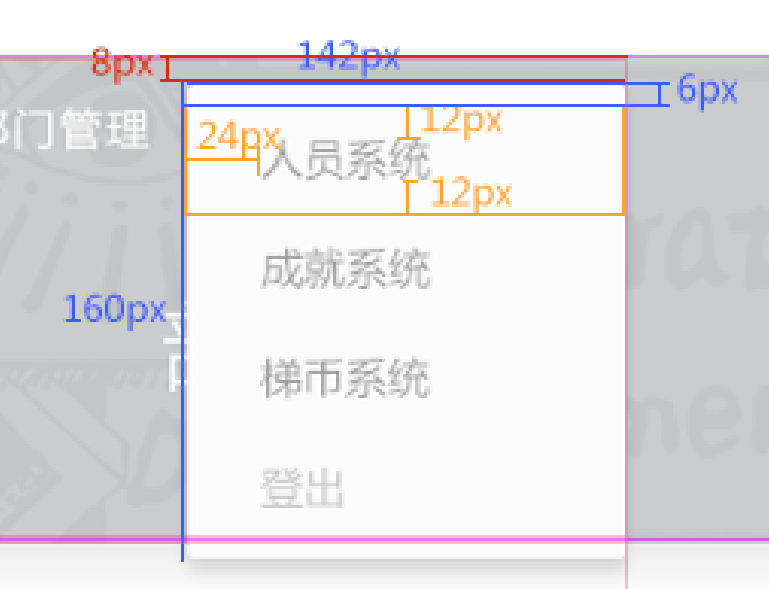 8px
142px
6px
部门管理
24px
12px
人员系统
12px
成就系统
160px
梯币系统
登出